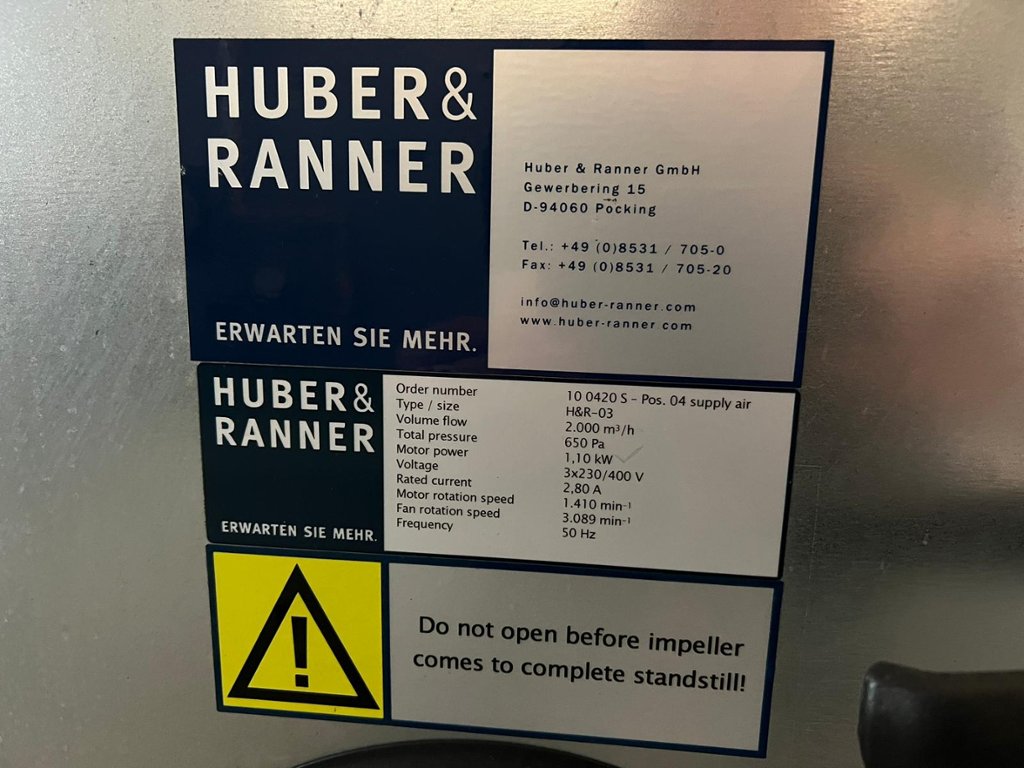 HUBER &
RANNER
ERWARTEN SIE MEHR.
Huber & Ranner GmbH
Gewerbering 15
D-94060 Pocking
Tel.: +49 (0)8531 / 705-0
Fax: +49 (0)8531 / 705-20
info@huber-ranner.com
www.huber-ranner.com
HUBER &
RANNER
ERWARTEN SIE MEHR.
Order number 10 0420 S - Pos. 04 supply air
Type / size H&R-03
Volume flow 2.000 m³/h
Total pressure 650 Pa
Motor power 1,10 kW
Voltage 3x230/400 V
Rated current 2,80 A
Motor rotation speed 1.410 min⁻¹
Fan rotation speed 3.089 min⁻¹
Frequency 50 Hz
Do not open before impeller
comes to complete standstill!